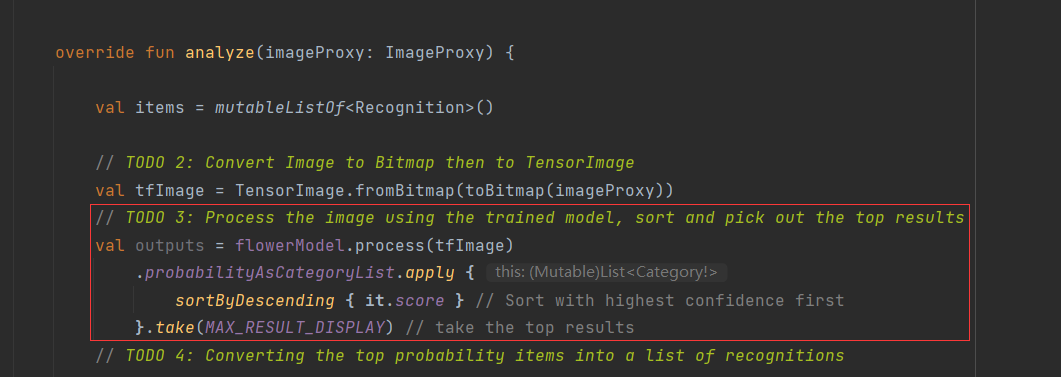 override fun analyze(imageProxy: ImageProxy) {
val items = mutableListOf<Recognition>()
// TODO 2: Convert Image to Bitmap then to TensorImage
val tfImage = TensorImage.fromBitmap(toBitmap(imageProxy))
// TODO 3: Process the image using the trained model, sort and pick out the top results
val outputs = flowerModel.process(tfImage)
.probabilityAsCategoryList.apply { this: (Mutable)List<Category!>
sortByDescending { it.score } // Sort with highest confidence first
}.take(MAX_RESULT_DISPLAY) // take the top results
// TODO 4: Converting the top probability items into a list of recognitions